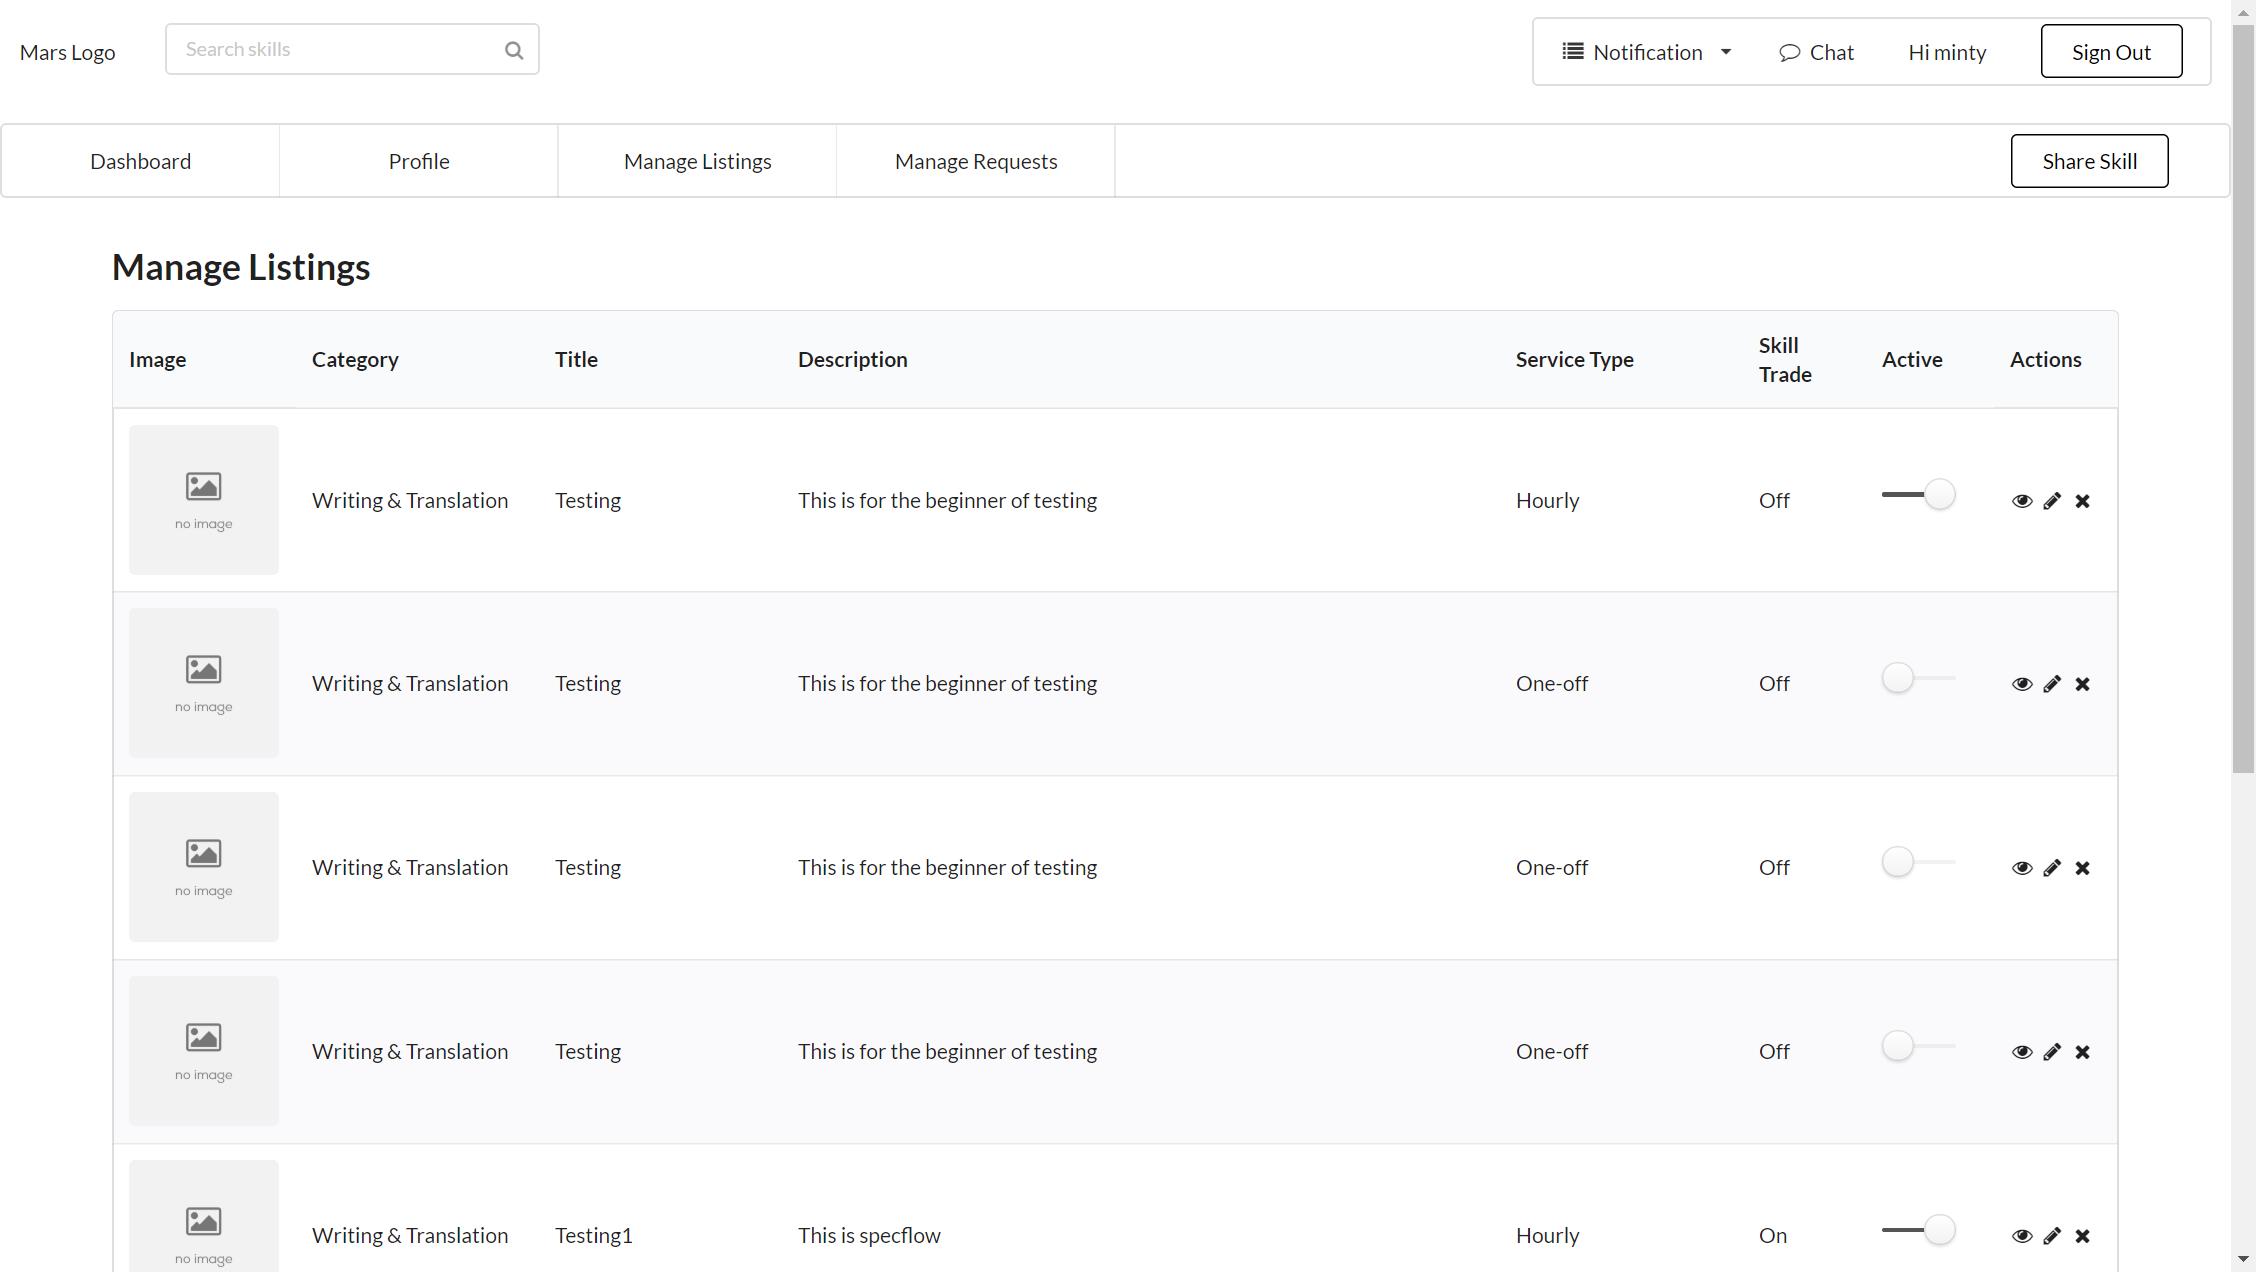 Mars Logo
Search skills
Notification
Chat
Hi minty
Sign Out
Dashboard
Profile
Manage Listings
Manage Requests
Share Skill
Manage Listings
Image
Category
Title
Description
Service Type
Skill
Trade
Active
Actions
no image
Writing & Translation
Testing
This is for the beginner of testing
Hourly
Off
no image
Writing & Translation
Testing
This is for the beginner of testing
One-off
Off
no image
Writing & Translation
Testing
This is for the beginner of testing
One-off
Off
no image
Writing & Translation
Testing
This is for the beginner of testing
One-off
Off
no image
Writing & Translation
Testing1
This is specflow
Hourly
On